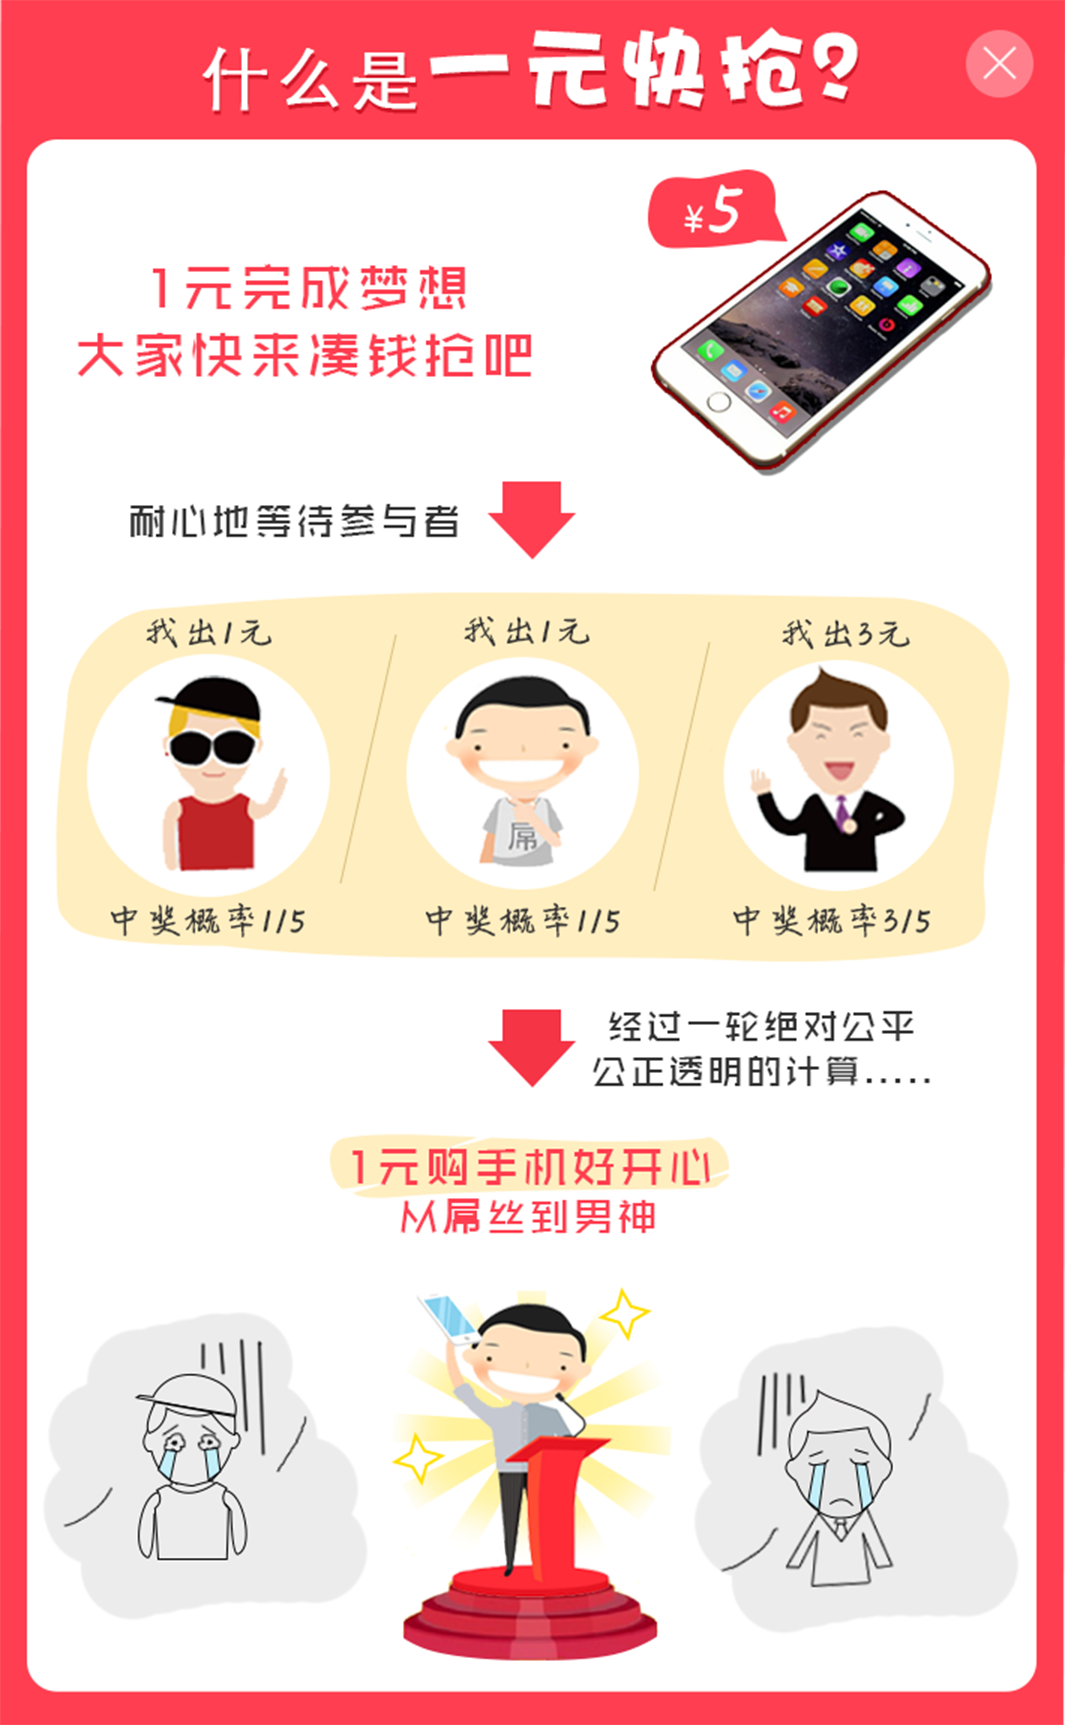 什么是一元快抢?
¥5
1元完成梦想
大家快来凑钱抢吧
耐心地等待参与者
我出1元
我出1元
我出3元
屌
中奖概率1/5
中奖概率1/5
中奖概率3/5
经过一轮绝对公平
公正透明的计算.....
1元购手机好开心
从屌丝到男神